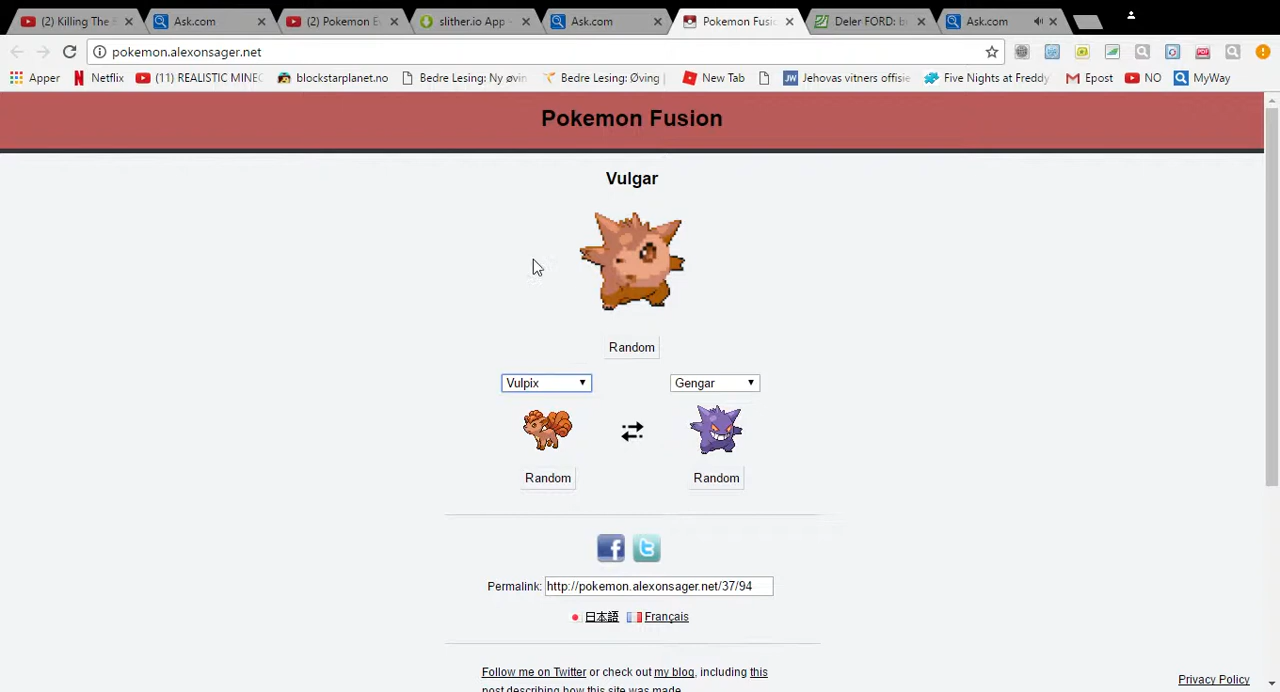 (2) Killing The
Ask.com
(2) Pokemon E
slither.io App -
Ask.com
Pokemon Fusi
Deler FORD: b
Ask.com
pokemon.alexonsager.net
Apper
Netflix
(11) REALISTIC MINEC
blockstarplanet.no
Bedre Lesing: Ny øvin
Bedre Lesing: Øving |
New Tab
Jehovas vitners offisie
Five Nights at Freddy
Epost
NO
MyWay
Pokemon Fusion
Vulgar
Random
Vulpix
Gengar
Random
Random
Permalink: http://pokemon.alexonsager.net/37/94
日本語 Français
Follow me on Twitter or check out my blog, including this
post describing how this site was made.
Privacy Policy